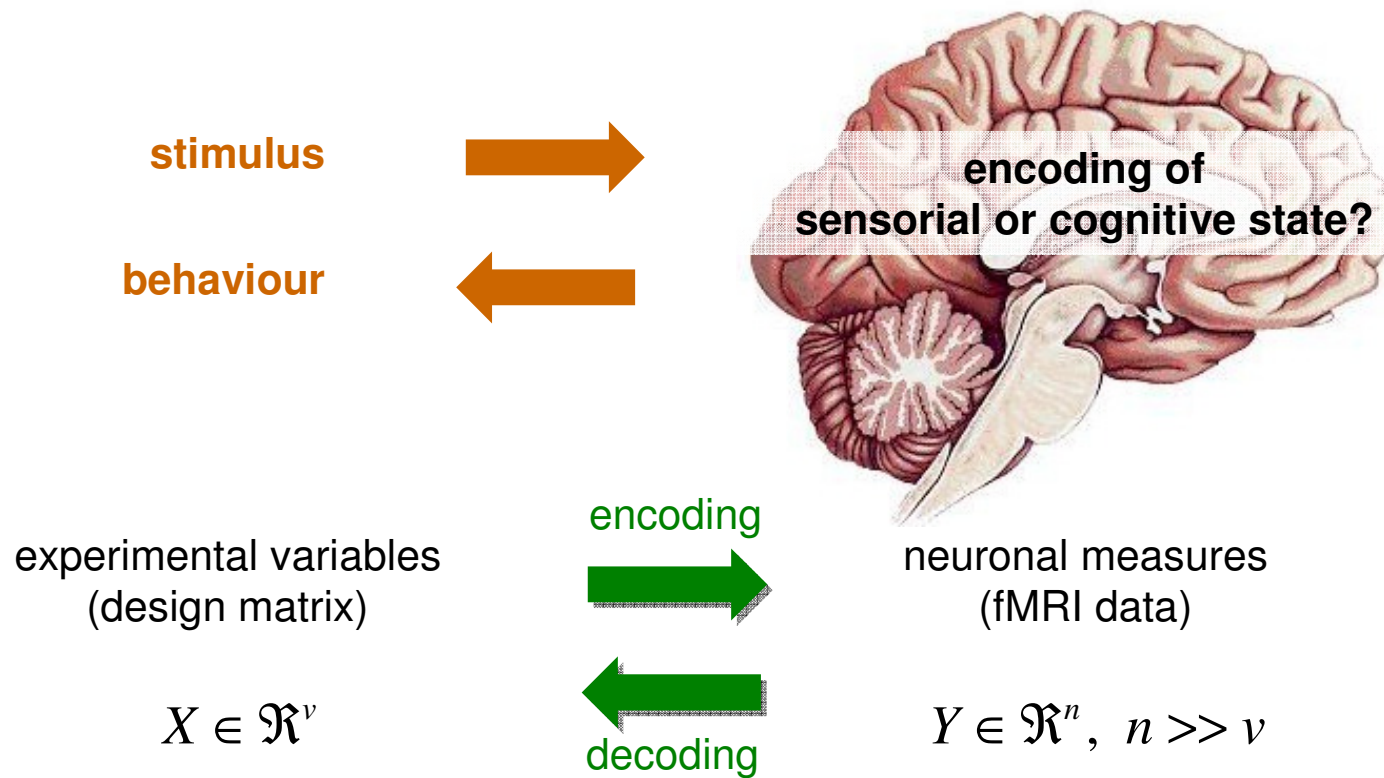 stimulus
encoding of
sensorial or cognitive state?
behaviour
encoding
experimental variables
(design matrix)
neuronal measures
(fMRI data)
X ∈ ℜ^v
Y ∈ ℜ^n, n >> v
decoding